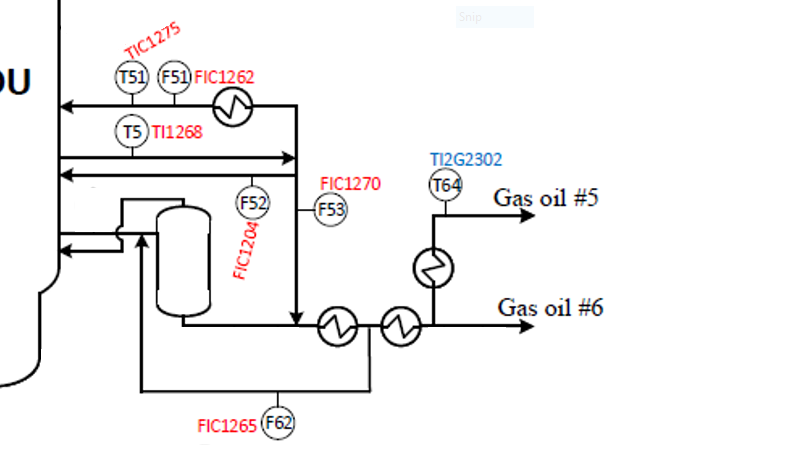 Snip
TIC1275
T51
F51
FIC1262
DU
T5
TI1268
TI2G2302
FIC1270
T64
Gas oil #5
F52
F53
FIC1204
Gas oil #6
FIC1265
F62